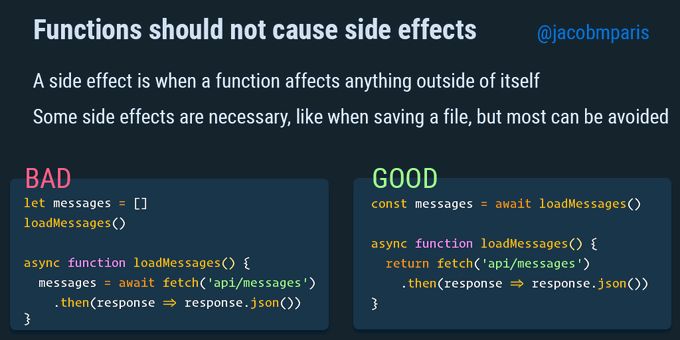 Functions should not cause side effects
@jacobmparis
A side effect is when a function affects anything outside of itself
Some side effects are necessary, like when saving a file, but most can be avoided
BAD
let messages = []
loadMessages()
async function loadMessages() {
messages = await fetch('api/messages')
.then(response ⇒ response.json())
}
GOOD
const messages = await loadMessages()
async function loadMessages() {
return fetch('api/messages')
.then(response ⇒ response.json())
}